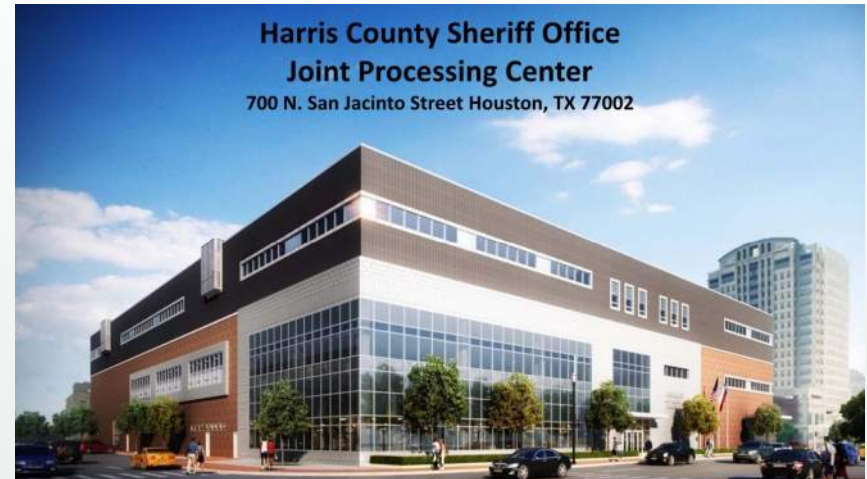 Harris County Sheriff Office
Joint Processing Center
700 N. San Jacinto Street Houston, TX 77002